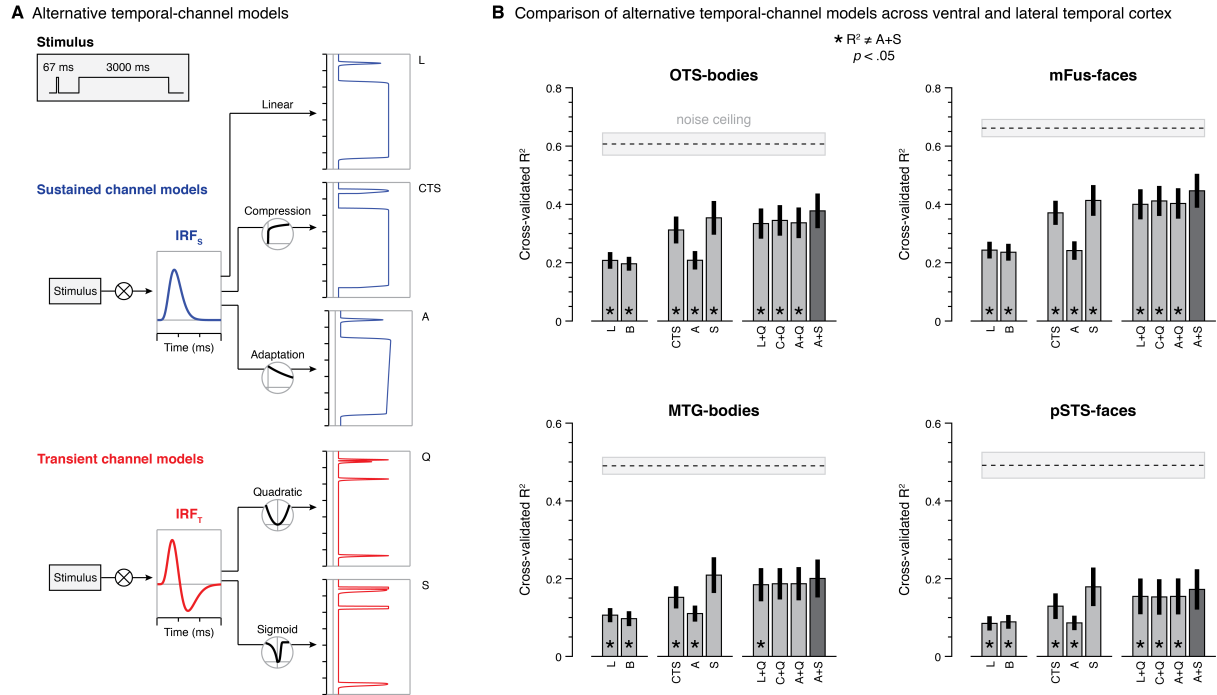 A Alternative temporal-channel models
Stimulus
67 ms 3000 ms
Linear
L
Sustained channel models
IRFS
Stimulus
Time (ms)
Compression
CTS
Adaptation
A
Transient channel models
IRFT
Stimulus
Time (ms)
Quadratic
Q
Sigmoid
S
B Comparison of alternative temporal-channel models across ventral and lateral temporal cortex
* R² ≠ A+S
p < .05
OTS-bodies
Cross-validated R²
0.8
0.6
0.4
0.2
0
noise ceiling
* * * * * * * *
L B CTS A S L+Q C+Q A+Q A+S
mFus-faces
Cross-validated R²
0.8
0.6
0.4
0.2
0
* * * * * * * *
L B CTS A S L+Q C+Q A+Q A+S
MTG-bodies
Cross-validated R²
0.6
0.4
0.2
0
* * * * *
L B CTS A S L+Q C+Q A+Q A+S
pSTS-faces
Cross-validated R²
0.6
0.4
0.2
0
* * * * * * *
L B CTS A S L+Q C+Q A+Q A+S